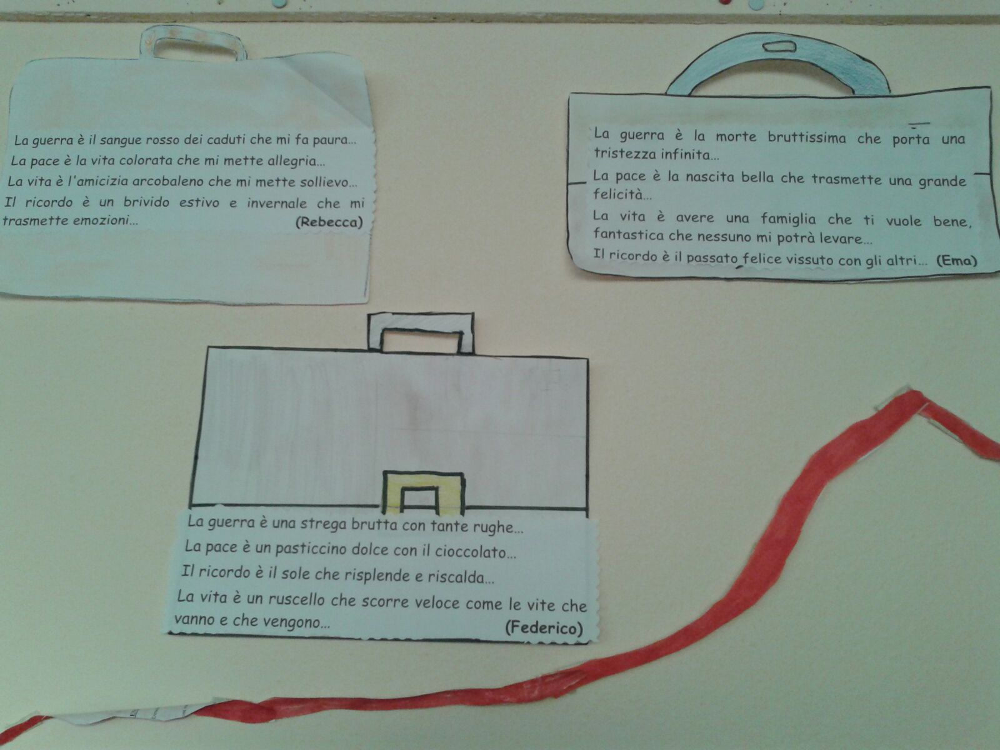 La guerra è il sangue rosso dei caduti che mi fa paura...
La pace è la vita colorata che mi mette allegria...
La vita è l'amicizia arcobaleno che mi mette sollievo...
Il ricordo è un brivido estivo e invernale che mi
trasmette emozioni... (Rebecca)
La guerra è la morte bruttissima che porta una
tristezza infinita...
La pace è la nascita bella che trasmette una grande
felicità...
La vita è avere una famiglia che ti vuole bene,
fantastica che nessuno mi potrà levare...
Il ricordo è il passato felice vissuto con gli altri... (Ema)
La guerra è una strega brutta con tante rughe...
La pace è un pasticcino dolce con il cioccolato...
Il ricordo è il sole che risplende e riscalda...
La vita è un ruscello che scorre veloce come le vite che
vanno e che vengono... (Federico)